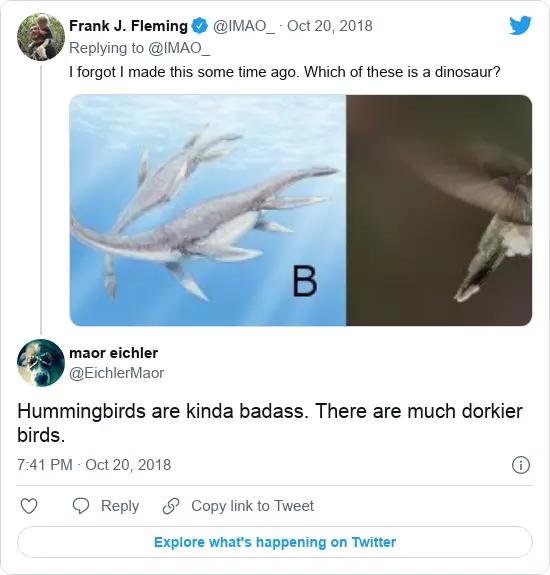 Frank J. Fleming @IMAO_ · Oct 20, 2018
Replying to @IMAO_
I forgot I made this some time ago. Which of these is a dinosaur?
B
maor eichler
@EichlerMaor
Hummingbirds are kinda badass. There are much dorkier
birds.
7:41 PM · Oct 20, 2018
Reply
Copy link to Tweet
Explore what's happening on Twitter